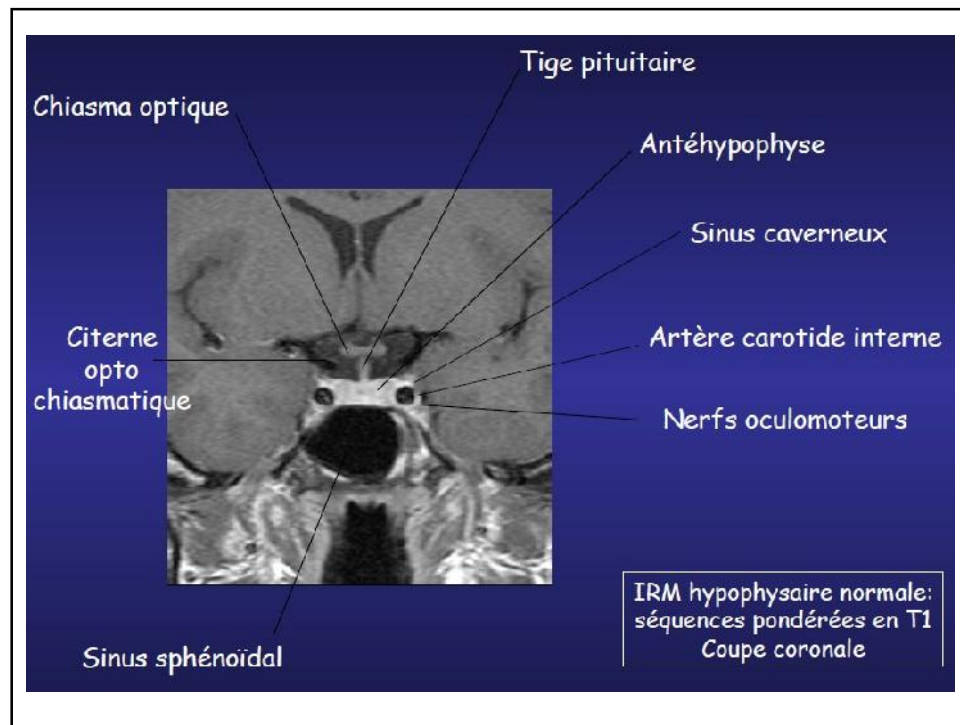 Tige pituitaire
Chiasma optique
Antéhypophyse
Sinus caverneux
Citerne
opto
chiasmatique
Artère carotide interne
Nerfs oculomoteurs
IRM hypophysaire normale:
séquences pondérées en T1
Coupe coronale
Sinus sphénoïdal